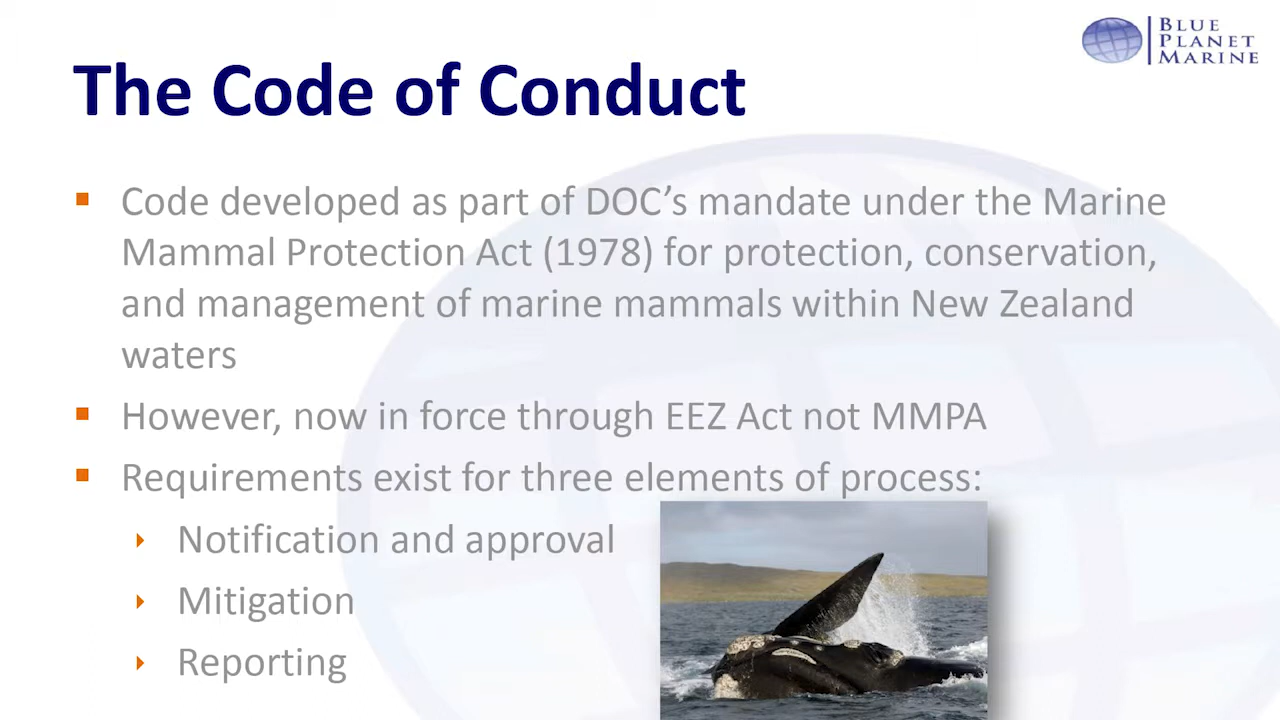 BLUE
PLANET
MARINE
The Code of Conduct
Code developed as part of DOC’s mandate under the Marine
Mammal Protection Act (1978) for protection, conservation,
and management of marine mammals within New Zealand
waters
However, now in force through EEZ Act not MMPA
Requirements exist for three elements of process:
Notification and approval
Mitigation
Reporting